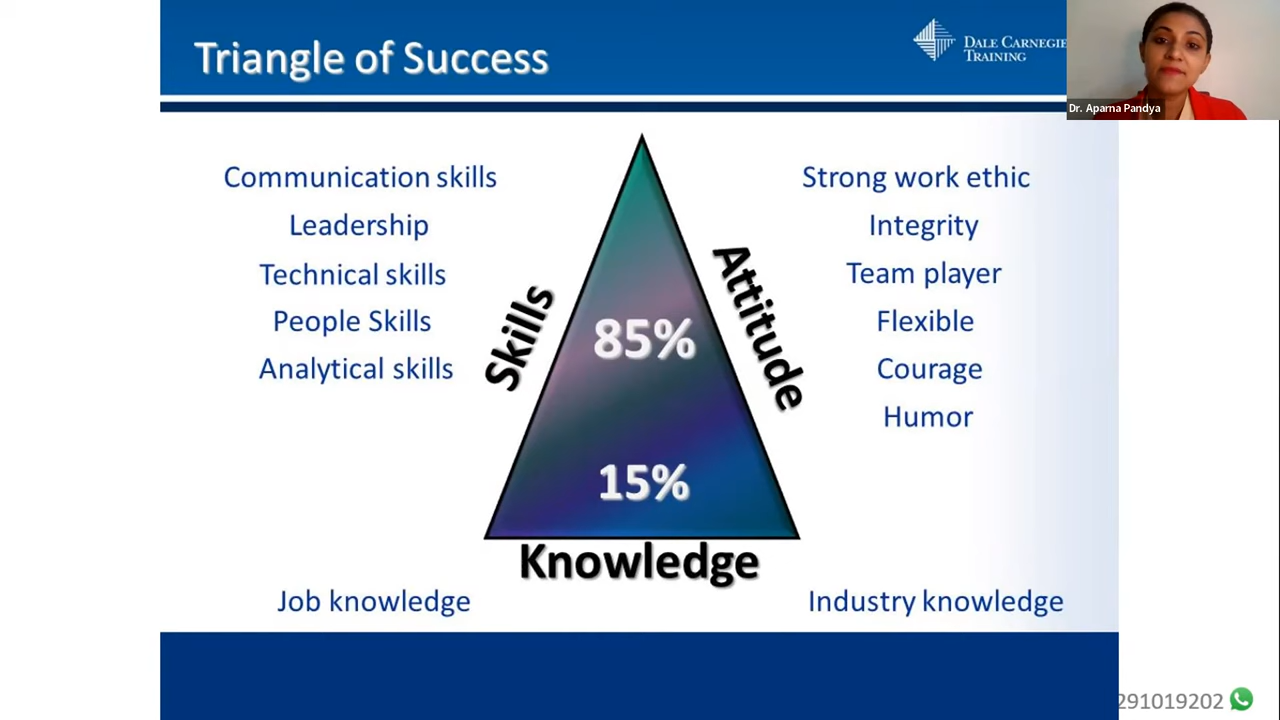 Triangle of Success
DALE CARNEGIE
TRAINING
Dr. Aparna Pandya
Communication skills
Leadership
Technical skills
People Skills
Analytical skills
Skills
85%
15%
Attitude
Strong work ethic
Integrity
Team player
Flexible
Courage
Humor
Knowledge
Job knowledge
Industry knowledge
291019202